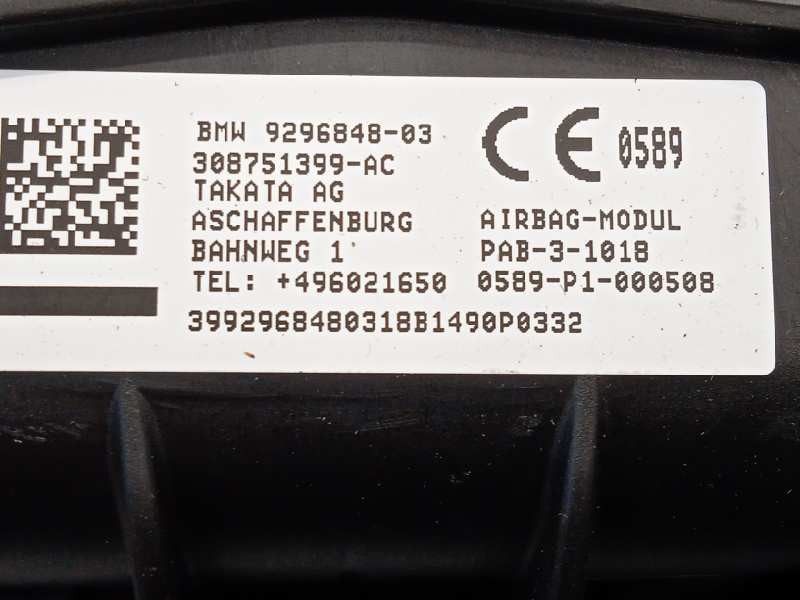 BMW 9296848-03
308751399-AC
TAKATA AG
ASCHAFFENBURG
BAHNWEG 1
TEL: +496021650
CE 0589
AIRBAG-MODUL
PAB-3-1018
0589-P1-000508
3992968480318B1490P0332